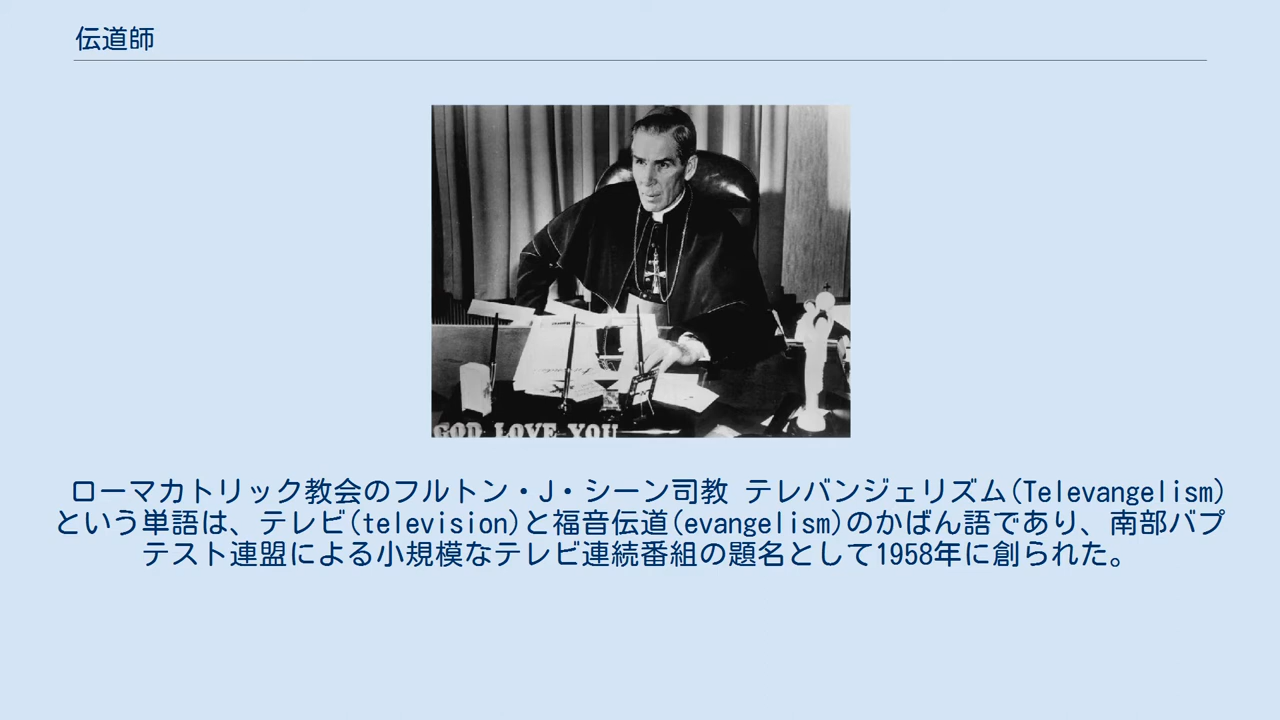 伝道師
GOD LOVE YOU
ローマカトリック教会のフルトン・J・シーン司教 テレバンジェリズム(Televangelism)
という単語は、テレビ(television)と福音伝道(evangelism)のかばん語であり、南部バプ
テスト連盟による小規模なテレビ連続番組の題名として1958年に創られた。